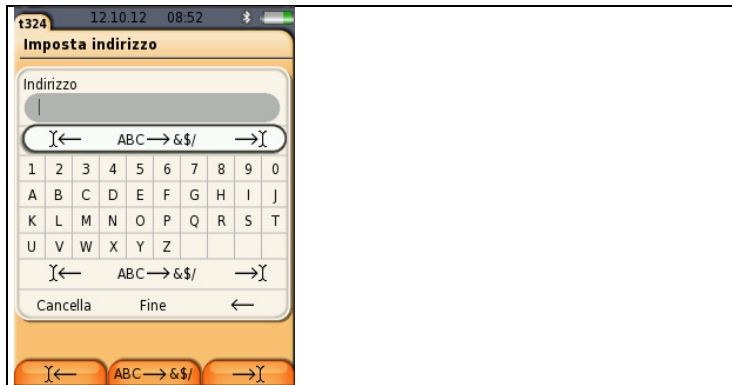 t324 12.10.12 08:52
Imposta indirizzo
Indirizzo
ABC→&$/
1 2 3 4 5 6 7 8 9 0
A B C D E F G H I J
K L M N O P Q R S T
U V W X Y Z
ABC→&$/
Cancella Fine ←
ABC→&$/